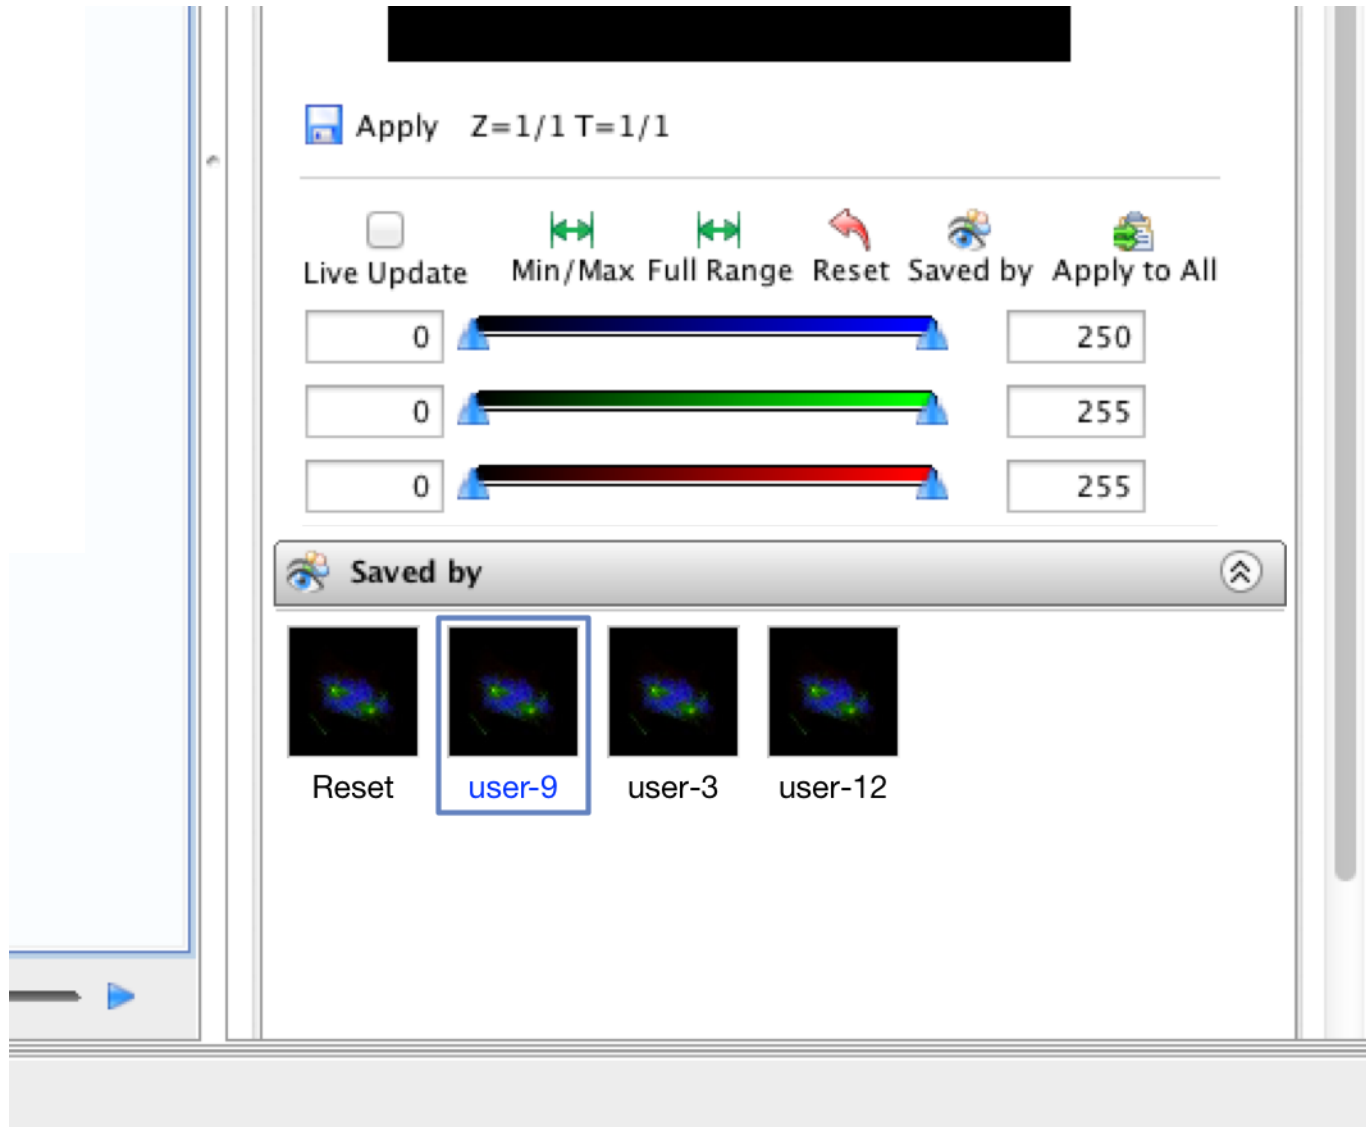 Apply Z=1/1 T=1/1
Live Update Min/Max Full Range Reset Saved by Apply to All
0 250
0 255
0 255
Saved by
Reset user-9 user-3 user-12